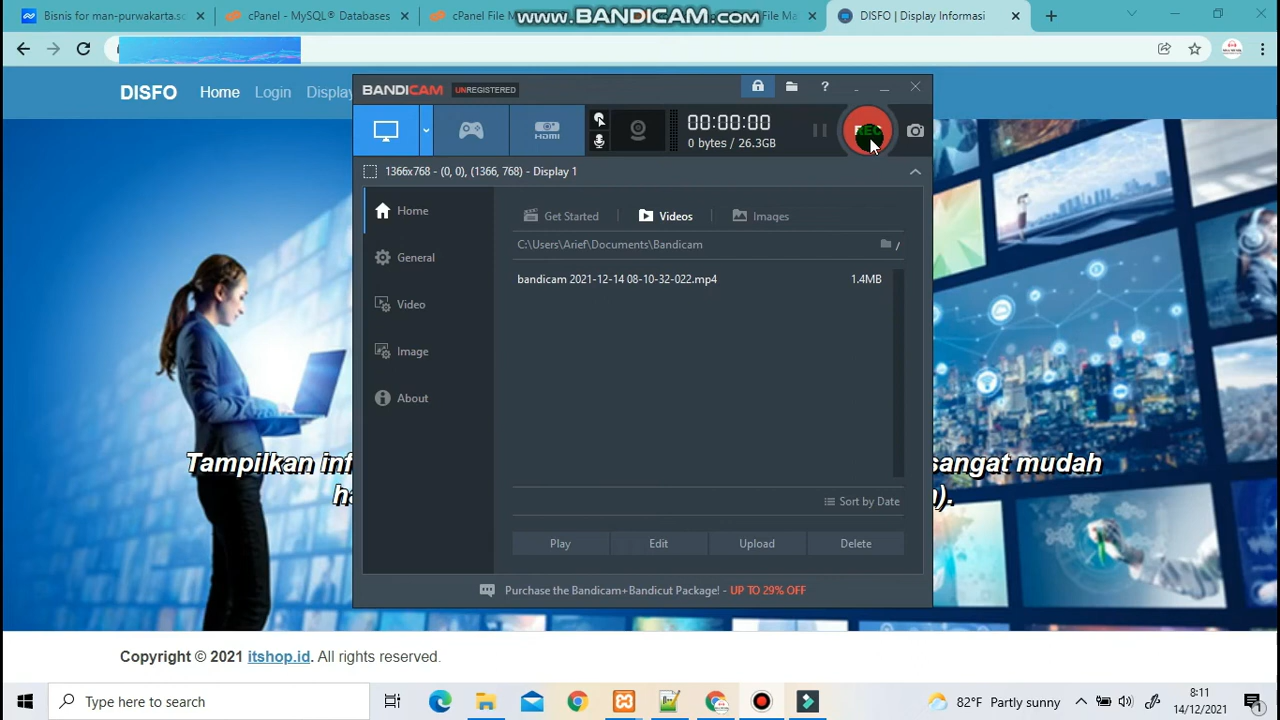 Bisnis for man-purwakarta.sc
cPanel - MySQL® Databases
cPanel File M
File Ma
DISFO | Display Informasi
www.BANDICAM.com
DISFO
Home
Login
Display
BANDICAM
UNREGISTERED
HDMI
00:00:00
0 bytes / 26.3GB
REC
1366x768 - (0, 0), (1366, 768) - Display 1
Home
General
Video
Image
About
Get Started
Videos
Images
C:\Users\Arief\Documents\Bandicam
bandicam 2021-12-14 08-10-32-022.mp4
1.4MB
Sort by Date
Play
Edit
Upload
Delete
Purchase the Bandicam+Bandicut Package! - UP TO 29% OFF
Tampilkan inf
sangat mudah
ha
).
Copyright © 2021 itshop.id. All rights reserved.
Type here to search
82°F Partly sunny
8:11
14/12/2021
1